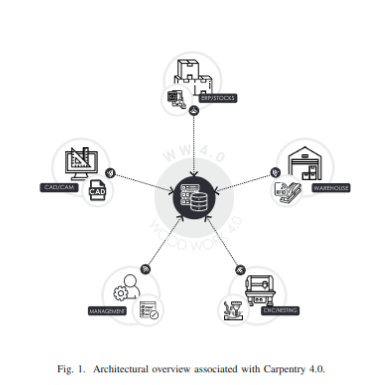 ERP/STOCKS
WW 4.0
CAD/CAM
CAD
WAREHOUSE
WOOD WORK 4.0
MANAGEMENT
CNC/NESTING
Fig. 1. Architectural overview associated with Carpentry 4.0.